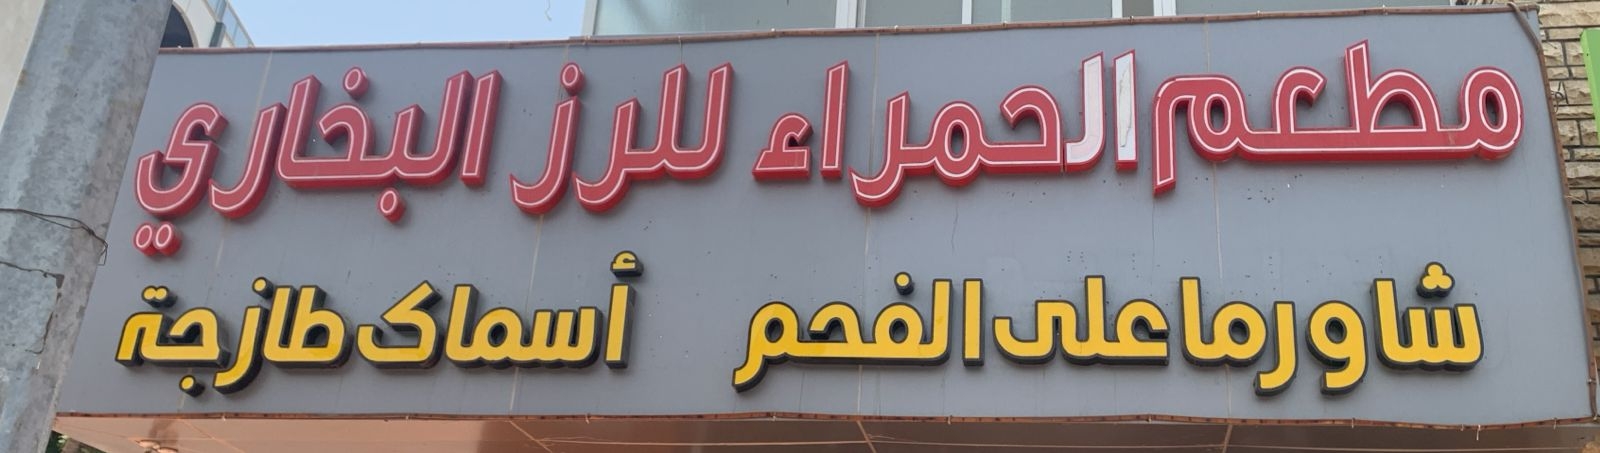 مطعم الحمراء للرز البخاري
شاورما على الفحم أسماك طازجة